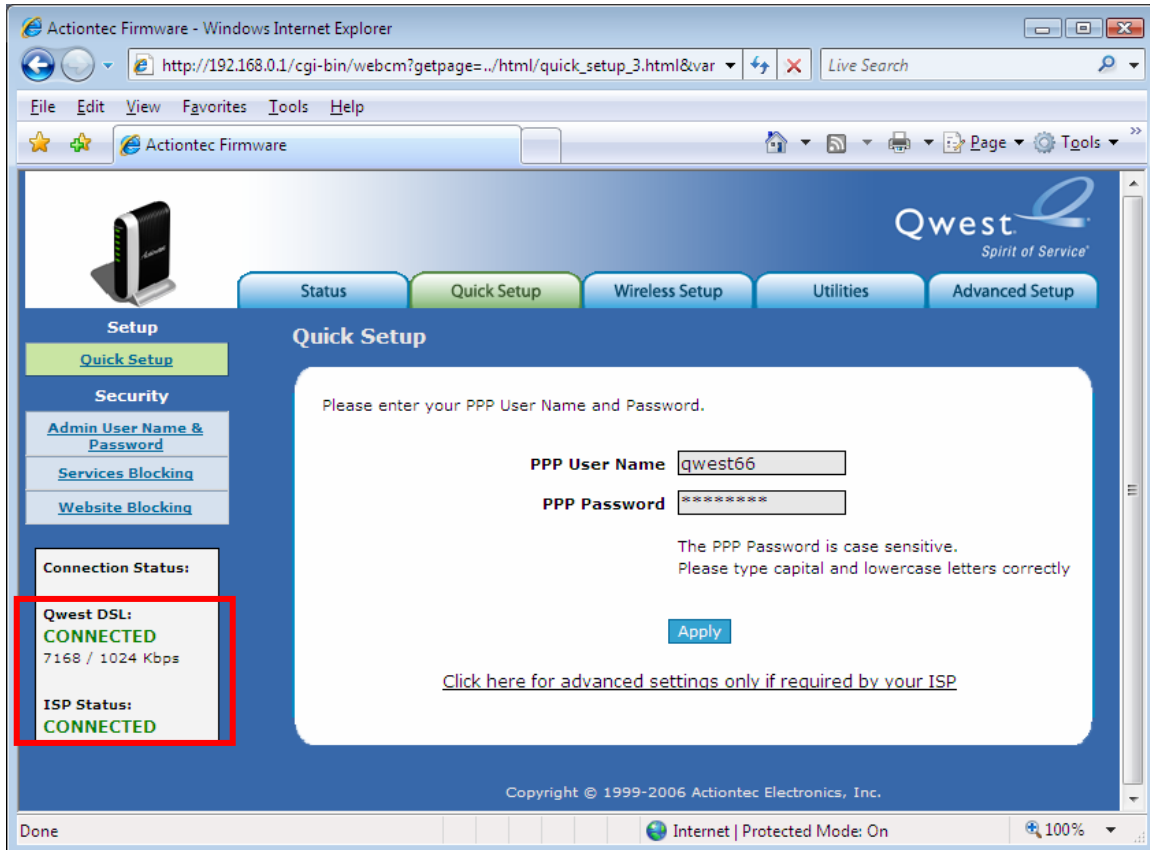 Actiontec Firmware - Windows Internet Explorer
http://192.168.0.1/cgi-bin/webcm?getpage=../html/quick_setup_3.html&var
Live Search
File Edit View Favorites Tools Help
Actiontec Firmware
Page Tools »
Actiontec
Qwest
Spirit of Service
Status Quick Setup Wireless Setup Utilities Advanced Setup
Setup
Quick Setup
Security
Admin User Name &
Password
Services Blocking
Website Blocking
Connection Status:
Qwest DSL:
CONNECTED
7168 / 1024 Kbps
ISP Status:
CONNECTED
Quick Setup
Please enter your PPP User Name and Password.
PPP User Name qwest66
PPP Password ********
The PPP Password is case sensitive.
Please type capital and lowercase letters correctly
Apply
Click here for advanced settings only if required by your ISP
Copyright © 1999-2006 Actiontec Electronics, Inc.
Done Internet | Protected Mode: On 100%